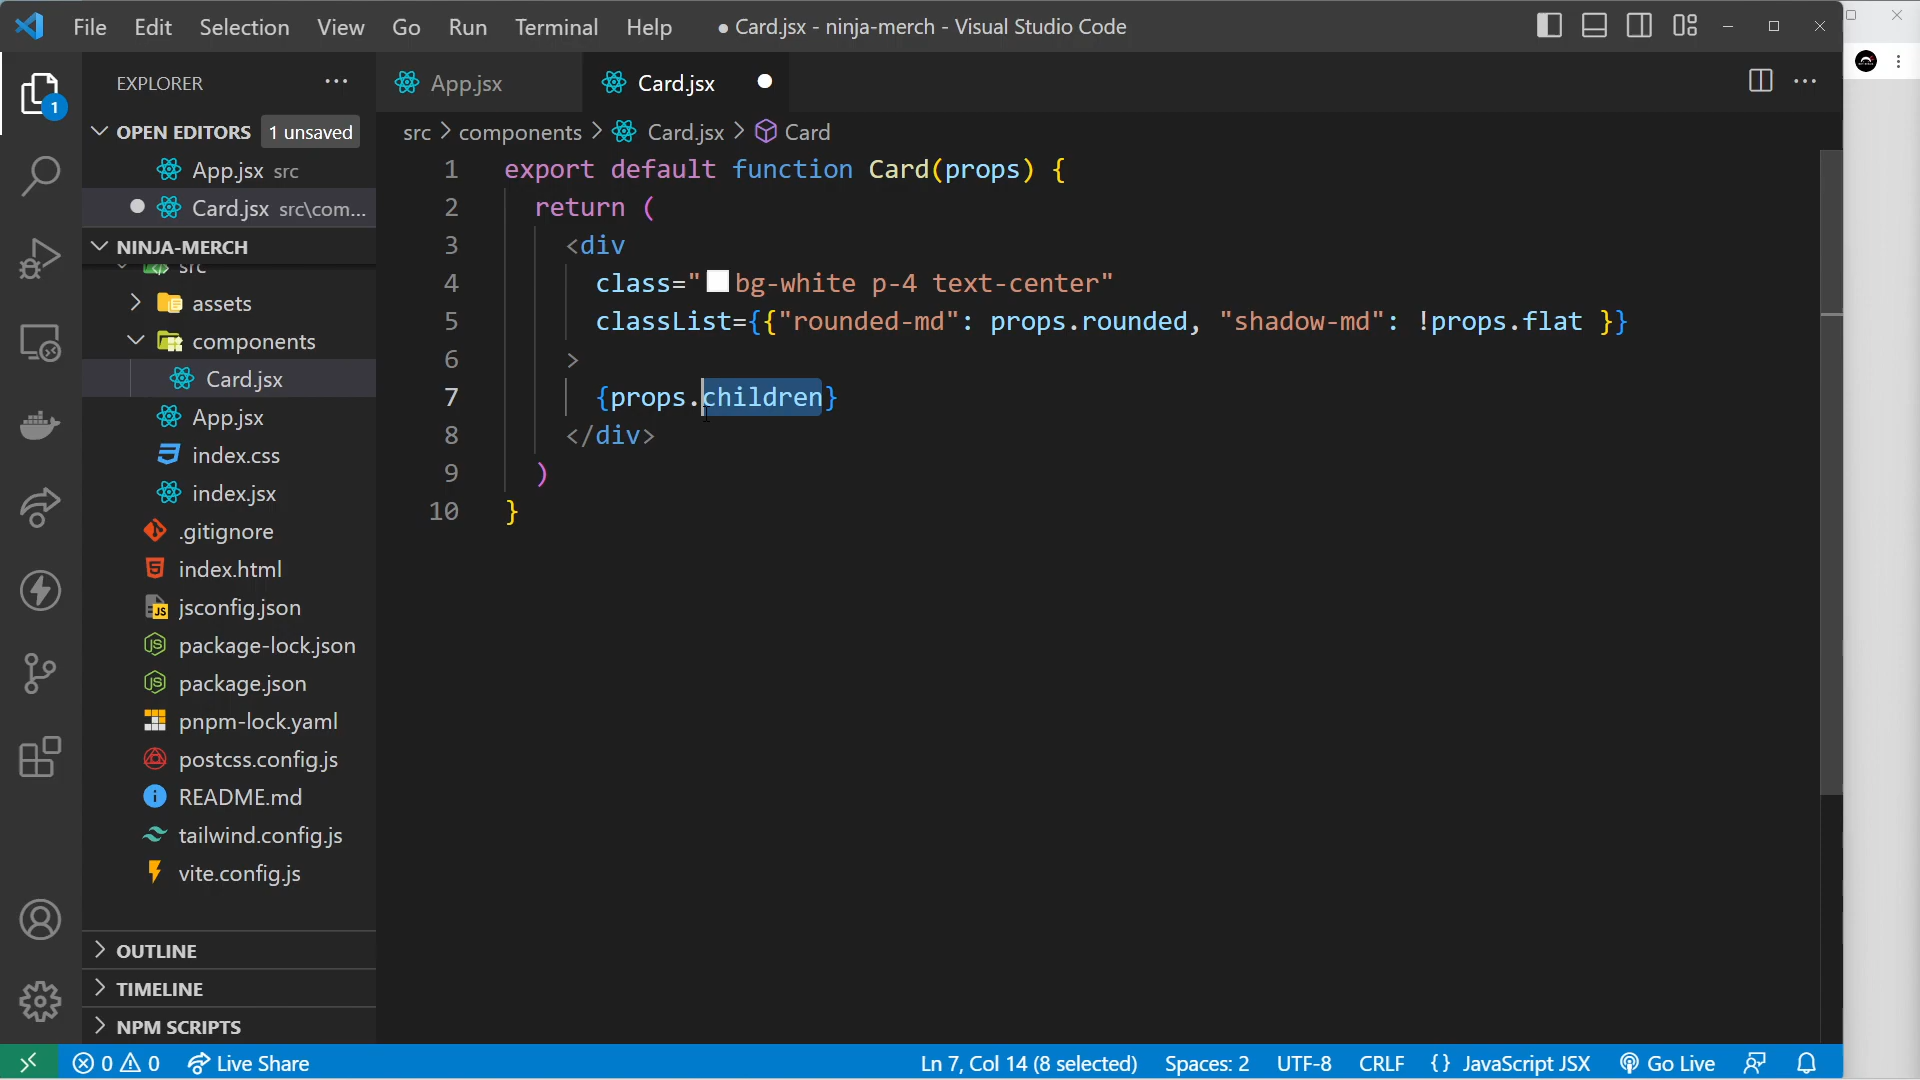 File Edit Selection View Go Run Terminal Help ● Card.jsx - ninja-merch - Visual Studio Code
EXPLORER
App.jsx
Card.jsx
1
OPEN EDITORS 1 unsaved
App.jsx src
Card.jsx src\com...
NINJA-MERCH
src
assets
components
Card.jsx
App.jsx
index.css
index.jsx
.gitignore
index.html
jsconfig.json
package-lock.json
package.json
pnpm-lock.yaml
postcss.config.js
README.md
tailwind.config.js
vite.config.js
OUTLINE
TIMELINE
NPM SCRIPTS
src > components > Card.jsx > Card
1 export default function Card(props) {
2 return (
3 <div
4 class="bg-white p-4 text-center"
5 classList={{"rounded-md": props.rounded, "shadow-md": !props.flat }}
6 >
7 {props.children}
8 </div>
9 )
10 }
0 0 Live Share Ln 7, Col 14 (8 selected) Spaces: 2 UTF-8 CRLF {} JavaScript JSX Go Live